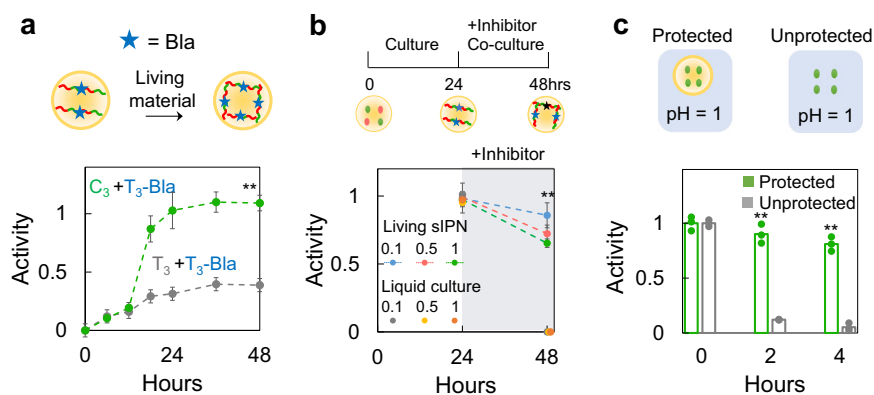 a
★ = Bla
Living
material
Activity
1
0.5
0
C3 +T3-Bla
**
T3 +T3-Bla
0 24 48
Hours
b
+Inhibitor
Culture Co-culture
0 24 48hrs
+Inhibitor
Activity
1
0.5
0
**
Living sIPN
0.1 0.5 1
Liquid culture
0.1 0.5 1
0 24 48
Hours
c
Protected Unprotected
pH = 1 pH = 1
Activity
1
0.5
0
Protected
Unprotected
**
**
0 2 4
Hours